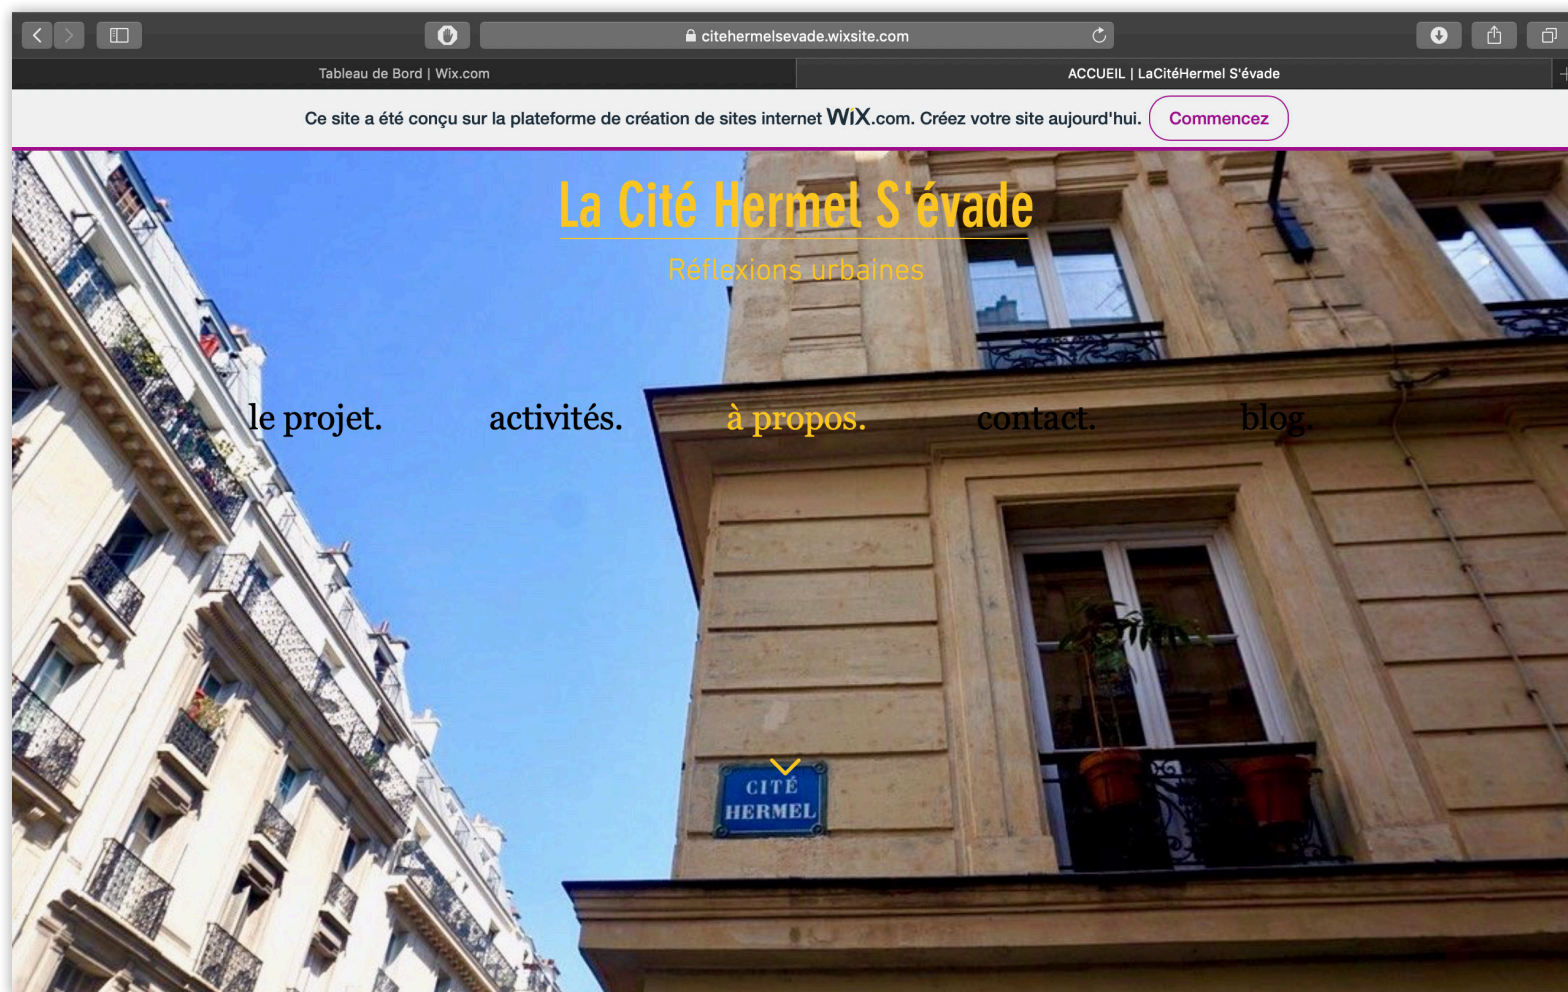 citehermelsevade.wixsite.com
Tableau de Bord | Wix.com
ACCUEIL | LaCitéHermel S'évade
Ce site a été conçu sur la plateforme de création de sites internet WiX.com. Créez votre site aujourd'hui.
Commencez
La Cité Hermel S'évade
Réflexions urbaines
le projet.
activités.
à propos.
contact.
blog.
CITÉ
HERMEL